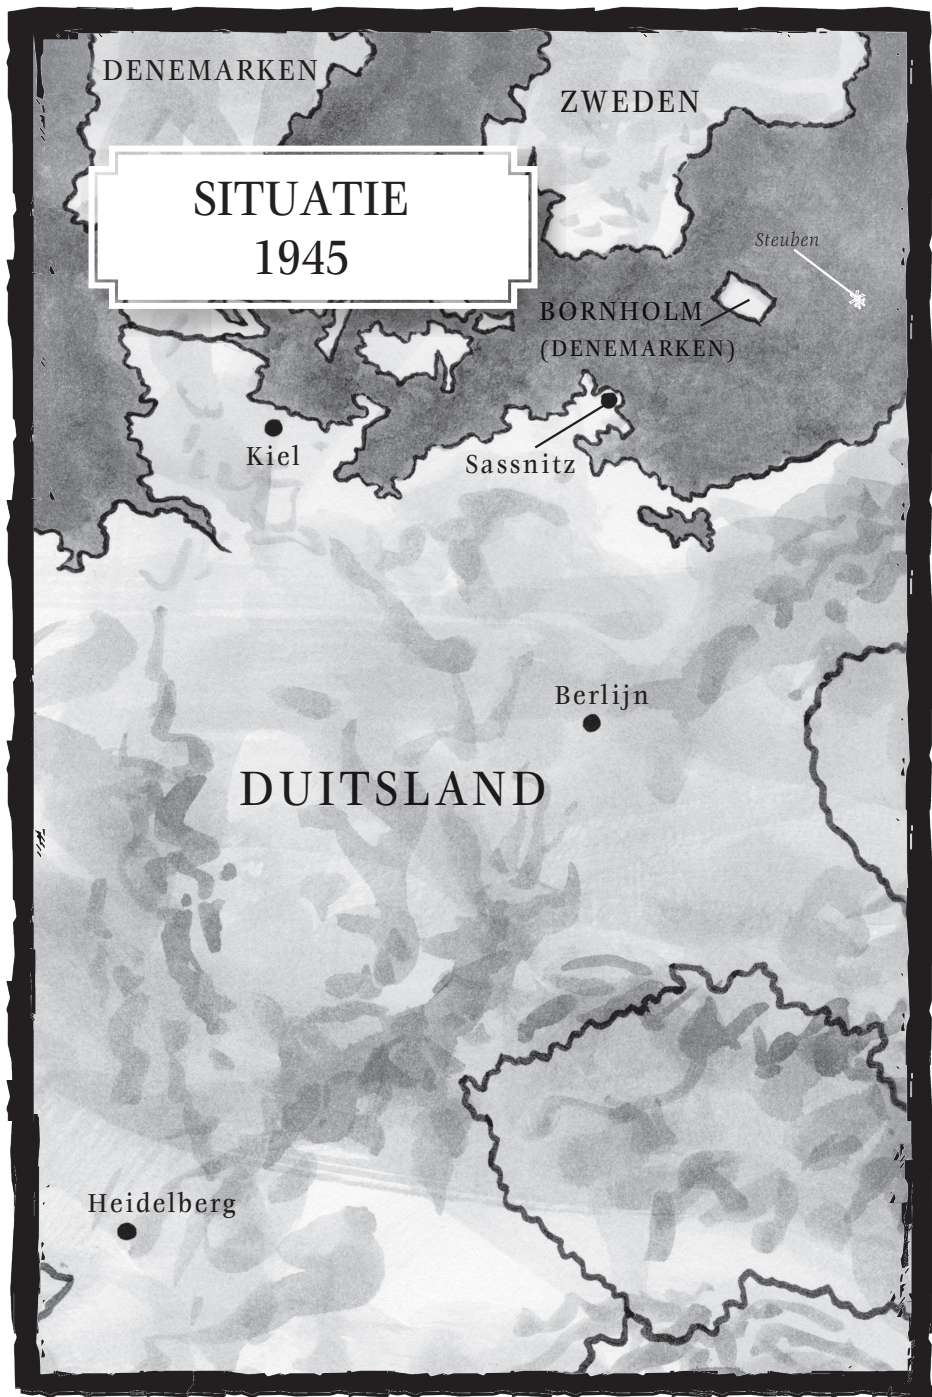 DENEMARKEN
ZWEDEN
SITUATIE
1945
Steuben
BORNHOLM
(DENEMARKEN)
Kiel
Sassnitz
Berlijn
DUITSLAND
Heidelberg